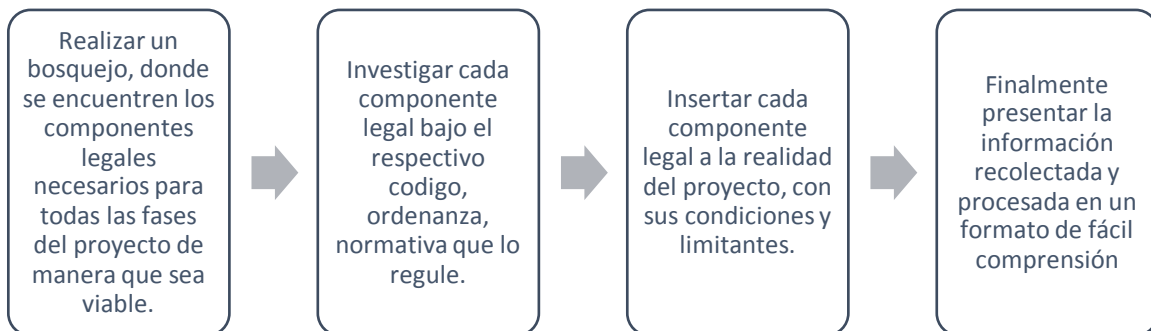 Realizar un
bosquejo, donde
se encuentren los
componentes
legales
necesarios para
todas las fases
del proyecto de
manera que sea
viable.
Investigar cada
componente
legal bajo el
respectivo
codigo,
ordenanza,
normativa que lo
regule.
Insertar cada
componente
legal a la realidad
del proyecto, con
sus condiciones y
limitantes.
Finalmente
presentar la
información
recolectada y
procesada en un
formato de fácil
comprensión